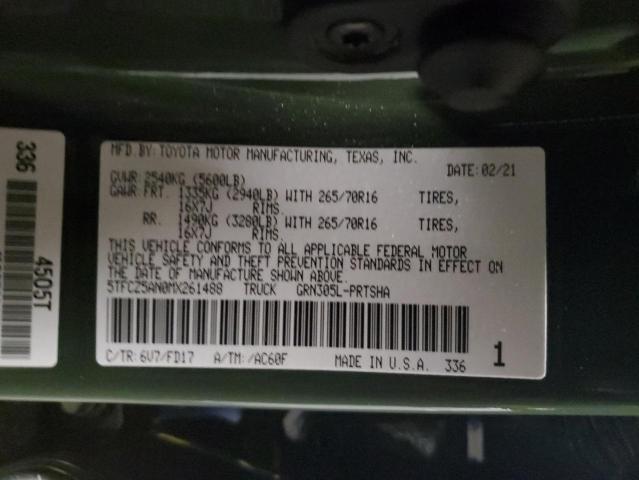 MFD.BY:TOYOTA MOTOR MANUFACTURING, TEXAS, INC.
DATE:02/21
GVWR:2540KG (5600LB)
GAWR:FRT. 1335KG (2940LB) WITH 265/70R16 TIRES,
16X7J RIMS.
RR. 1490KG (3280LB) WITH 265/70R16 TIRES,
16X7J RIMS.
THIS VEHICLE CONFORMS TO ALL APPLICABLE FEDERAL MOTOR
VEHICLE SAFETY AND THEFT PREVENTION STANDARDS IN EFFECT ON
THE DATE OF MANUFACTURE SHOWN ABOVE.
5TFCZ5AN0MX261488 TRUCK GRN305L-PRTSHA
C/TR:6V7/FD17 A/TM:/AC60F MADE IN U.S.A. 336 1
336
4505T